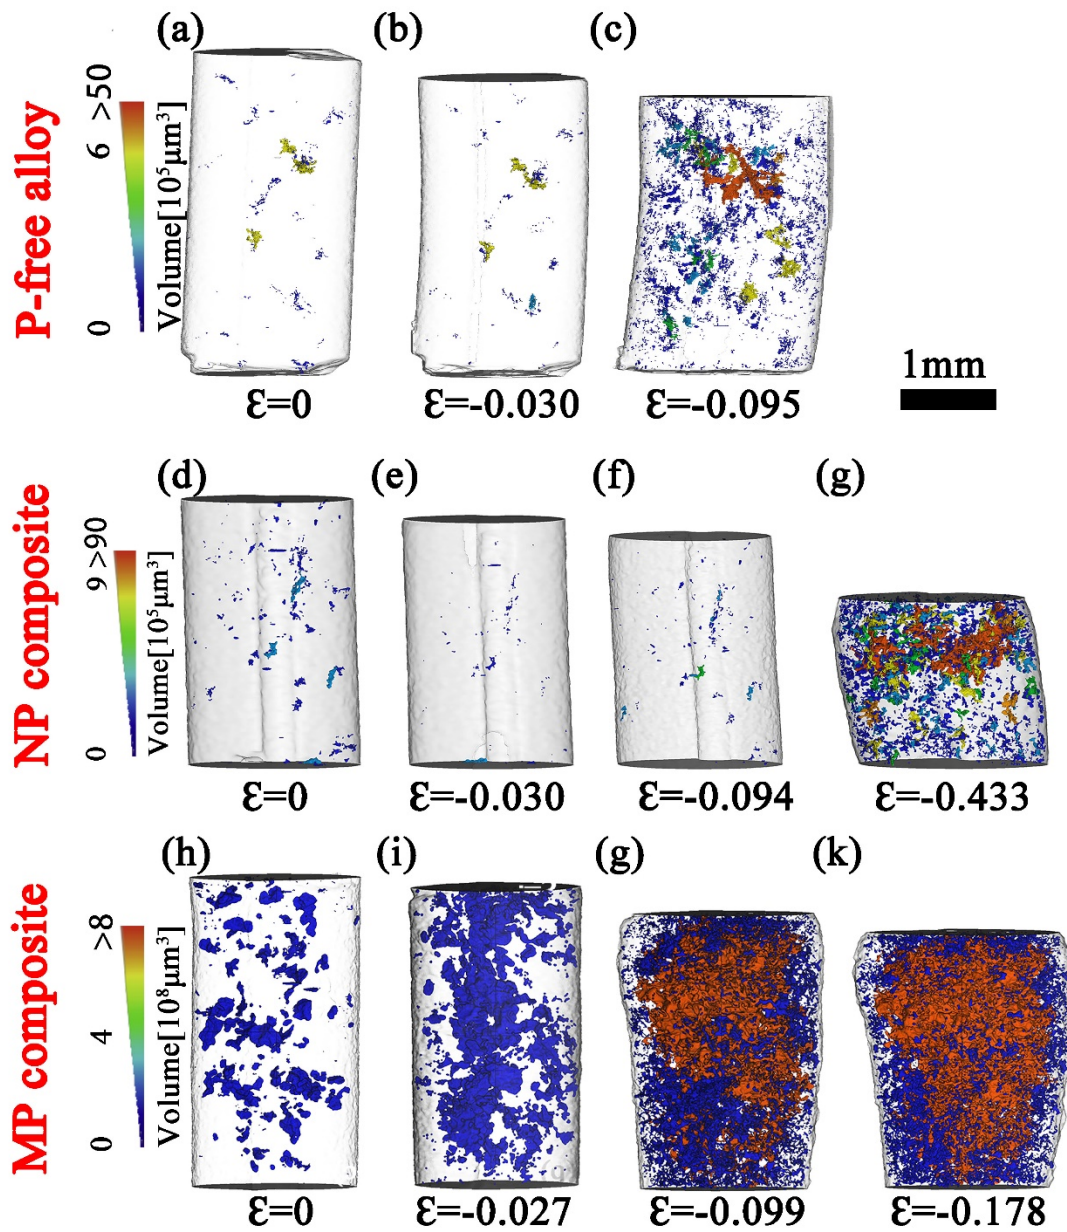 (a) (b) (c)
P-free alloy
Volume[10⁵μm³]
0 6 >50
1mm
Ɛ=0 Ɛ=-0.030 Ɛ=-0.095
(d) (e) (f) (g)
NP composite
Volume[10⁵μm³]
0 9 >90
Ɛ=0 Ɛ=-0.030 Ɛ=-0.094 Ɛ=-0.433
(h) (i) (g) (k)
MP composite
Volume[10⁸μm³]
0 4 >8
Ɛ=0 Ɛ=-0.027 Ɛ=-0.099 Ɛ=-0.178